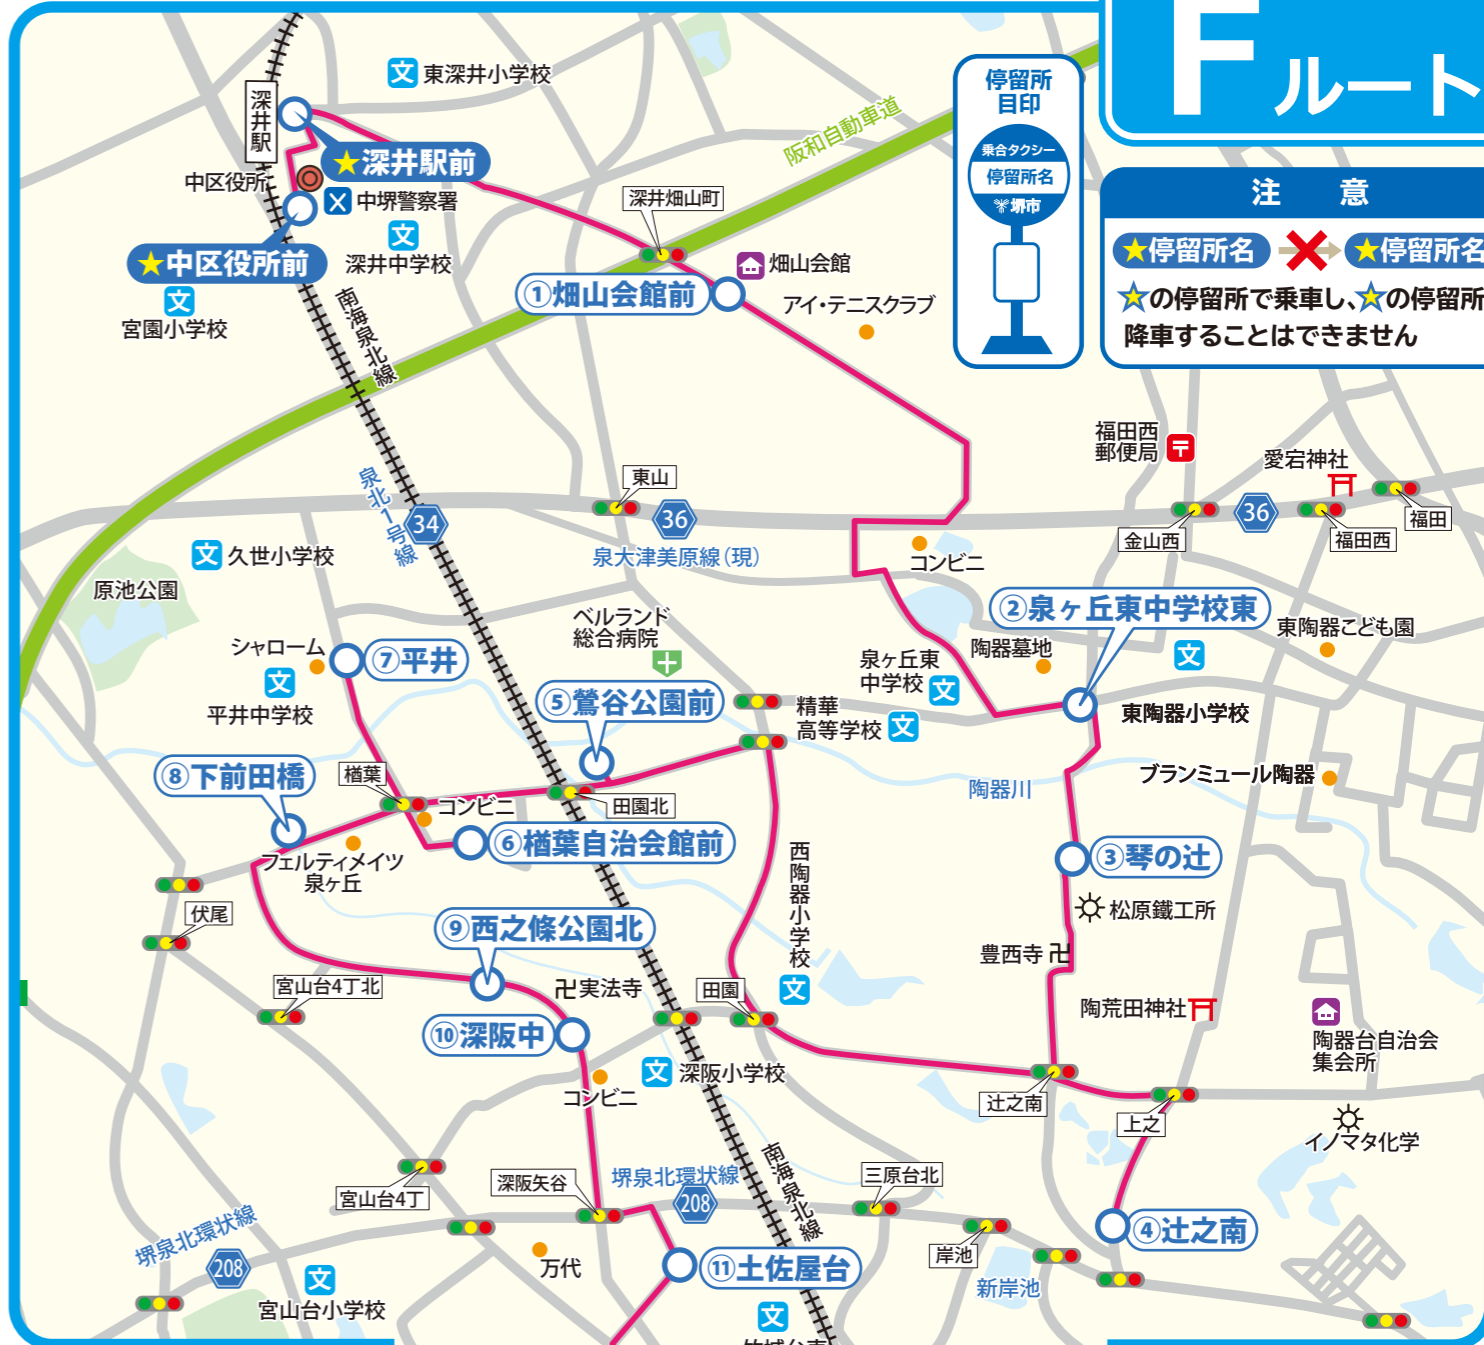 Fルート
停留所
目印
乗合タクシー
停留所名
堺市
注 意
★停留所名
★停留所名
★の停留所で乗車し、★の停留所
降車することはできません
文 東深井小学校
深井駅
★深井駅前
中区役所
中堺警察署
★中区役所前
文
深井中学校
文
宮園小学校
南海泉北線
阪和自動車道
深井畑山町
畑山会館
①畑山会館前
アイ・テニスクラブ
福田西
郵便局
愛宕神社
東山
36
泉大津美原線(現)
泉北1号線
34
金山西
36
福田西
福田
文 久世小学校
原池公園
コンビニ
ベルランド
総合病院
②泉ヶ丘東中学校東
シャローム
⑦平井
文
平井中学校
泉ヶ丘東
中学校 文
陶器墓地
文
東陶器こども園
⑤鶯谷公園前
精華
高等学校 文
東陶器小学校
⑧下前田橋
楢葉
コンビニ
田園北
陶器川
ブランミュール陶器
⑥楢葉自治会館前
フェルティメイツ
泉ヶ丘
西陶器小学校
文
③琴の辻
松原鐵工所
伏尾
⑨西之條公園北
豊西寺 卍
宮山台4丁北
卍実法寺
田園
陶荒田神社
⑩深阪中
陶器台自治会
集会所
文 深阪小学校
コンビニ
辻之南
上之
イノマタ化学
宮山台4丁
深阪矢谷
堺泉北環状線
208
南海泉北線
三原台北
堺泉北環状線
208
④辻之南
岸池
万代
⑪土佐屋台
新岸池
文
宮山台小学校
文